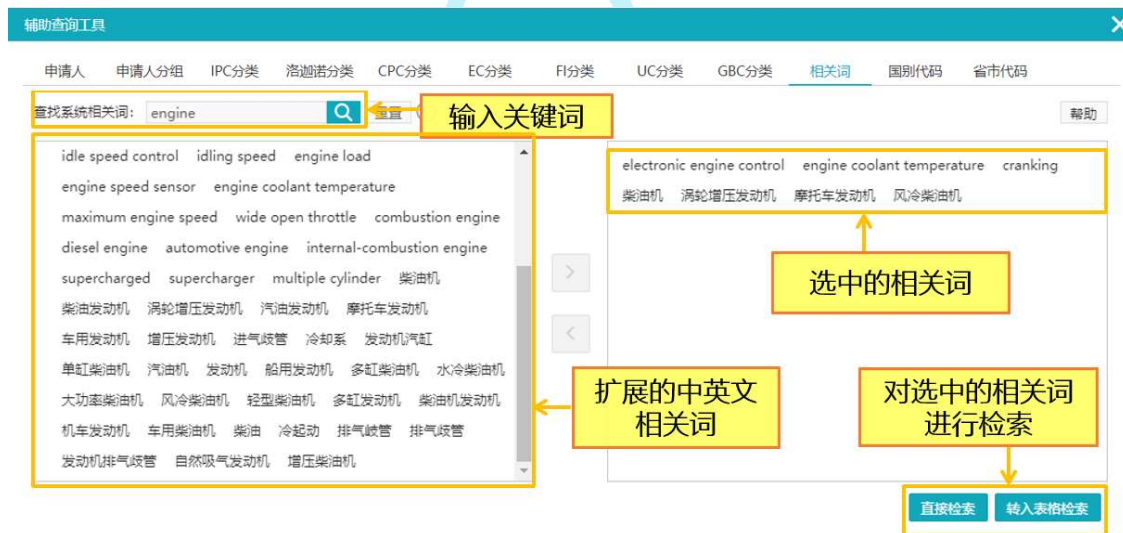 辅助查询工具
申请人 申请人分组 IPC分类 洛迦诺分类 CPC分类 EC分类 FI分类 UC分类 GBC分类 相关词 国别代码 省市代码
查找系统相关词: engine 重置 输入关键词 帮助
idle speed control idling speed engine load
engine speed sensor engine coolant temperature
maximum engine speed wide open throttle combustion engine
diesel engine automotive engine internal-combustion engine
supercharged supercharger multiple cylinder 柴油机
柴油发动机 涡轮增压发动机 汽油发动机 摩托车发动机
车用发动机 增压发动机 进气歧管 冷却系 发动机汽缸
单缸柴油机 汽油机 发动机 船用发动机 多缸柴油机 水冷柴油机
大功率柴油机 风冷柴油机 轻型柴油机 多缸发动机 柴油机发动机
机车发动机 车用柴油机 柴油 冷起动 排气岐管 排气歧管
发动机排气歧管 自然吸气发动机 增压柴油机
electronic engine control engine coolant temperature cranking
柴油机 涡轮增压发动机 摩托车发动机 风冷柴油机
选中的相关词
扩展的中英文
相关词
对选中的相关词
进行检索
直接检索 转入表格检索